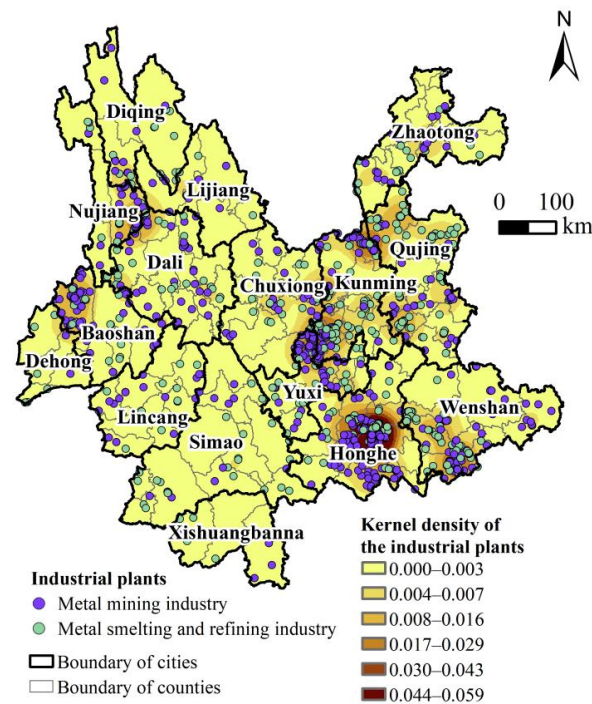 N
Diqing
Zhaotong
Lijiang
0 100
km
Nujiang
Qujing
Dali
Chuxiong
Kunming
Baoshan
Dehong
Yuxi
Wenshan
Lincang
Simao
Honghe
Xishuangbanna
Kernel density of
the industrial plants
0.000–0.003
0.004–0.007
0.008–0.016
0.017–0.029
0.030–0.043
0.044–0.059
Industrial plants
Metal mining industry
Metal smelting and refining industry
Boundary of cities
Boundary of counties